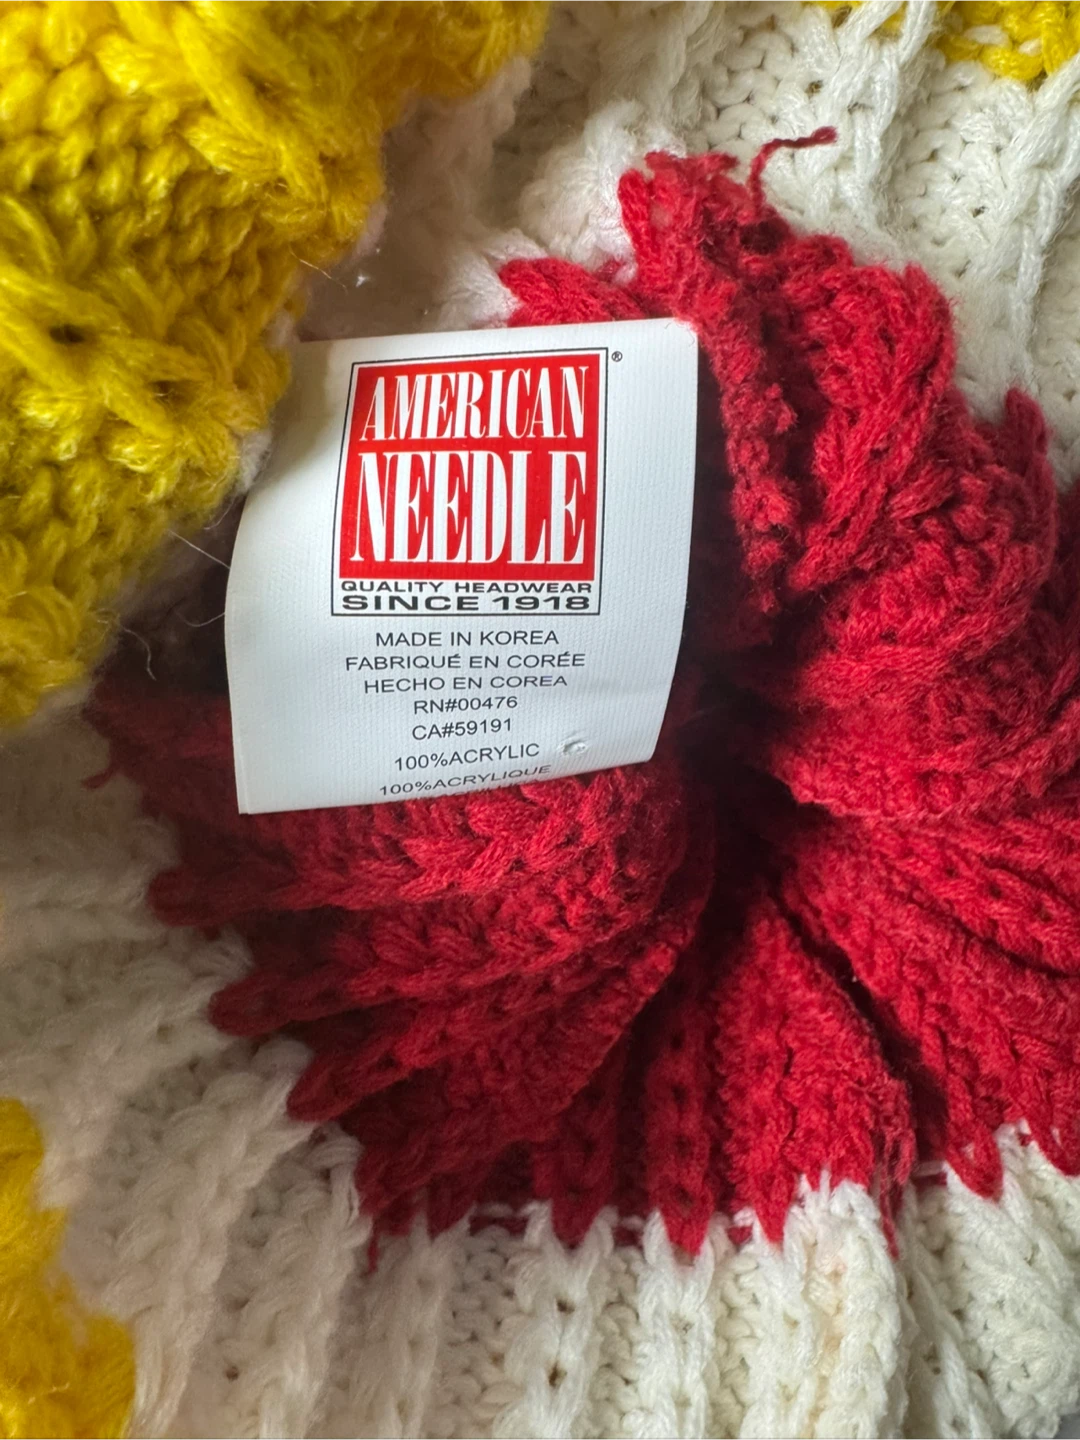 AMERICAN
NEEDLE
®
QUALITY HEADWEAR
SINCE 1918
MADE IN KOREA
FABRIQUÉ EN CORÉE
HECHO EN COREA
RN#00476
CA#59191
100%ACRYLIC
100%ACRYLIQUE